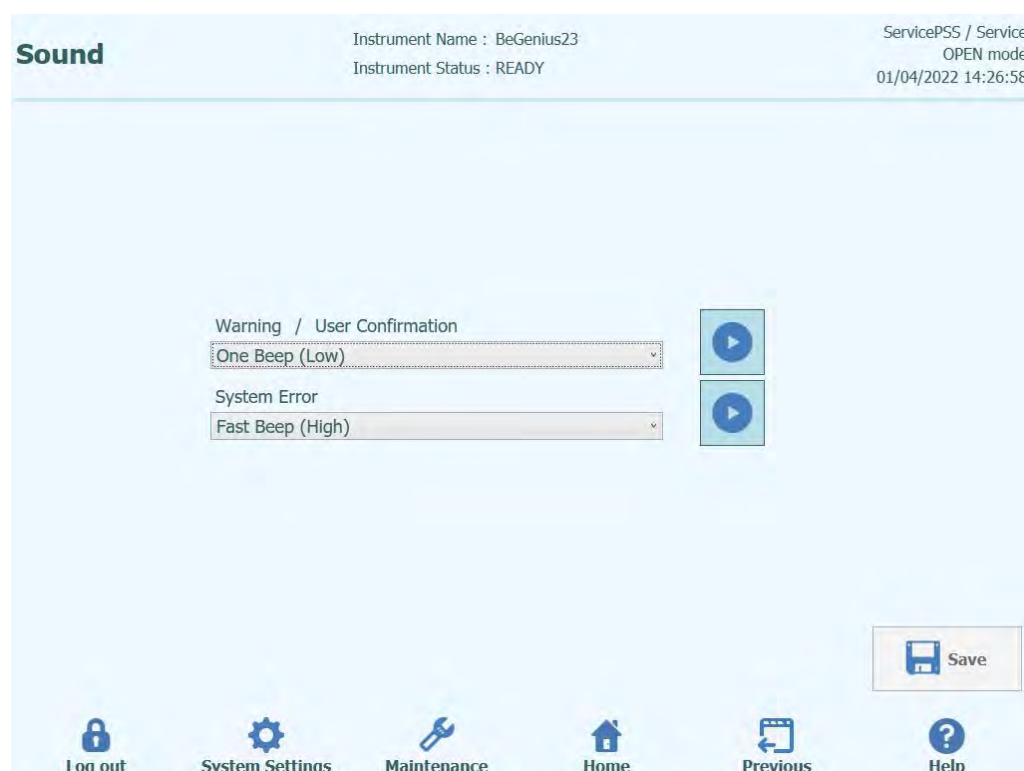 Sound
Instrument Name : BeGenius23
Instrument Status : READY
ServicePSS / Service
OPEN mode
01/04/2022 14:26:58
Warning / User Confirmation
One Beep (Low)
System Error
Fast Beep (High)
Save
Log out
System Settings
Maintenance
Home
Previous
Help